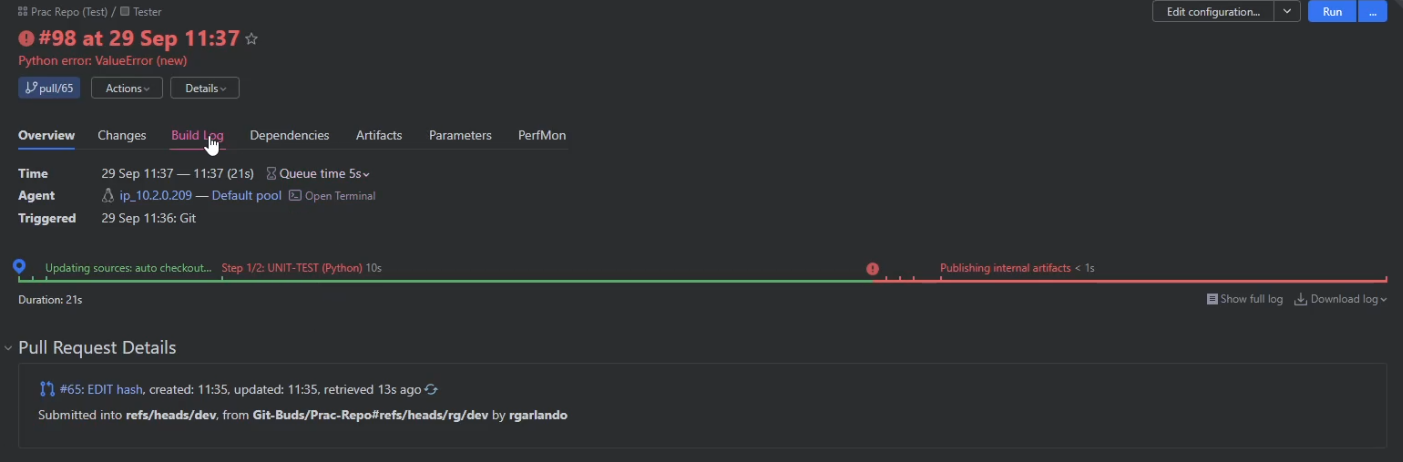 Prac Repo (Test) / Tester
Edit configuration...
Run
...
#98 at 29 Sep 11:37
Python error: ValueError (new)
pull/65
Actions
Details
Overview Changes Build Log Dependencies Artifacts Parameters PerfMon
Time 29 Sep 11:37 — 11:37 (21s) Queue time 5s
Agent ip_10.2.0.209 — Default pool Open Terminal
Triggered 29 Sep 11:36: Git
Updating sources: auto checkout... Step 1/2: UNIT-TEST (Python) 10s Publishing internal artifacts < 1s
Duration: 21s Show full log Download log
Pull Request Details
#65: EDIT hash, created: 11:35, updated: 11:35, retrieved 13s ago
Submitted into refs/heads/dev, from Git-Buds/Prac-Repo#refs/heads/rg/dev by rgarlando